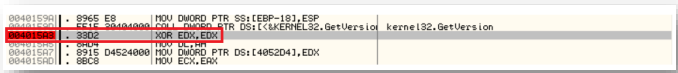 0040159A . 8965 E8 MOV DWORD PTR SS:[EBP-18],ESP
CALL DWORD PTR DS:[<&KERNEL32.GetVersion kernel32.GetVersion
004015A3 . 33D2 XOR EDX,EDX
. 8AD4 MOV DL,AH
004015A7 . 8915 D4524000 MOV DWORD PTR DS:[4052D4],EDX
004015AD . 8BC8 MOV ECX,EAX